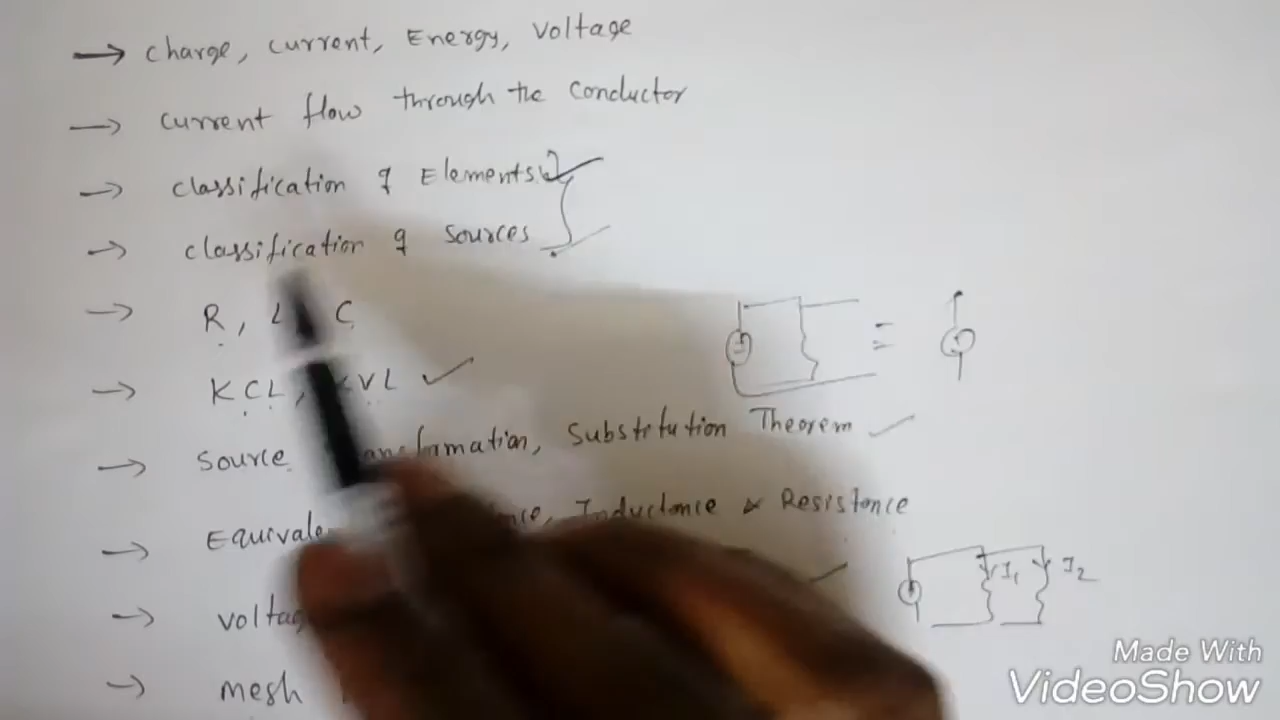 → charge, current, Energy, voltage
→ current flow through the conductor
→ classification of Elements
→ classification of sources
→ R, L, C
→ KCL, KVL ✓
→ Source Transformation, Substitution Theorem ✓
→ Inductance & Resistance
→
→ mesh
=
I1 I2
Made With
VideoShow